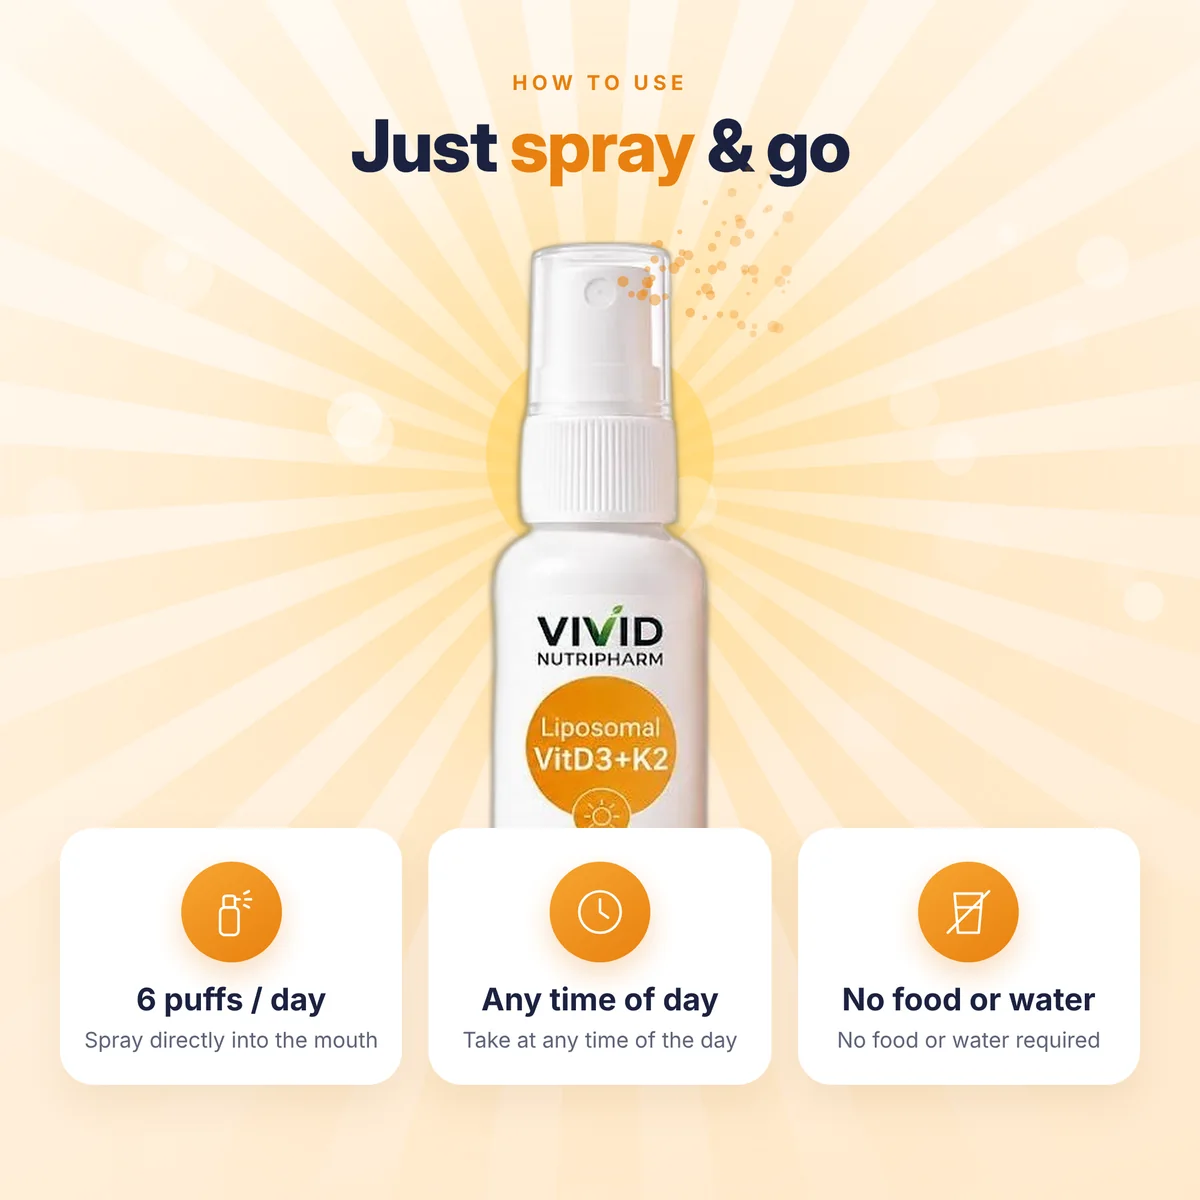 HOW TO USE
Just spray & go
VIVID
NUTRIPHARM
Liposomal
VitD3+K2
6 puffs / day
Spray directly into the mouth
Any time of day
Take at any time of the day
No food or water
No food or water required